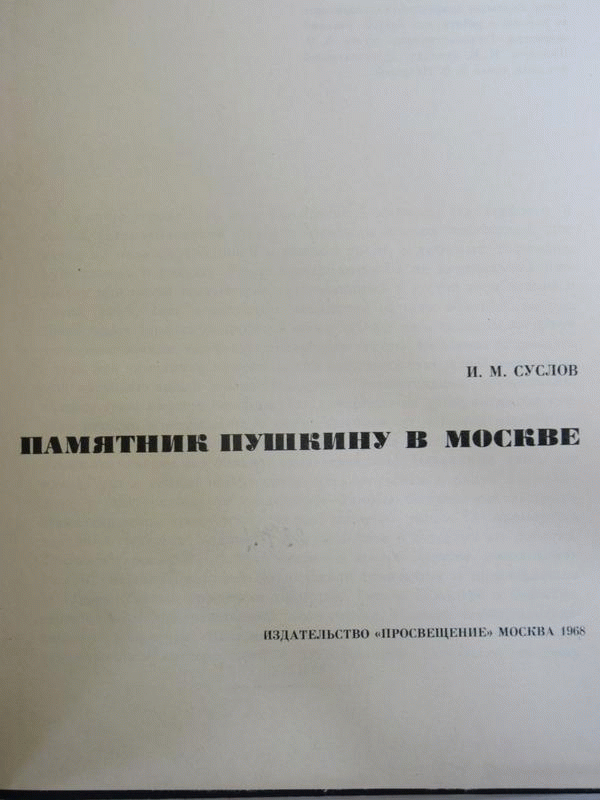 И. М. СУСЛОВ
ПАМЯТНИК ПУШКИНУ В МОСКВЕ
ИЗДАТЕЛЬСТВО «ПРОСВЕЩЕНИЕ» МОСКВА 1968